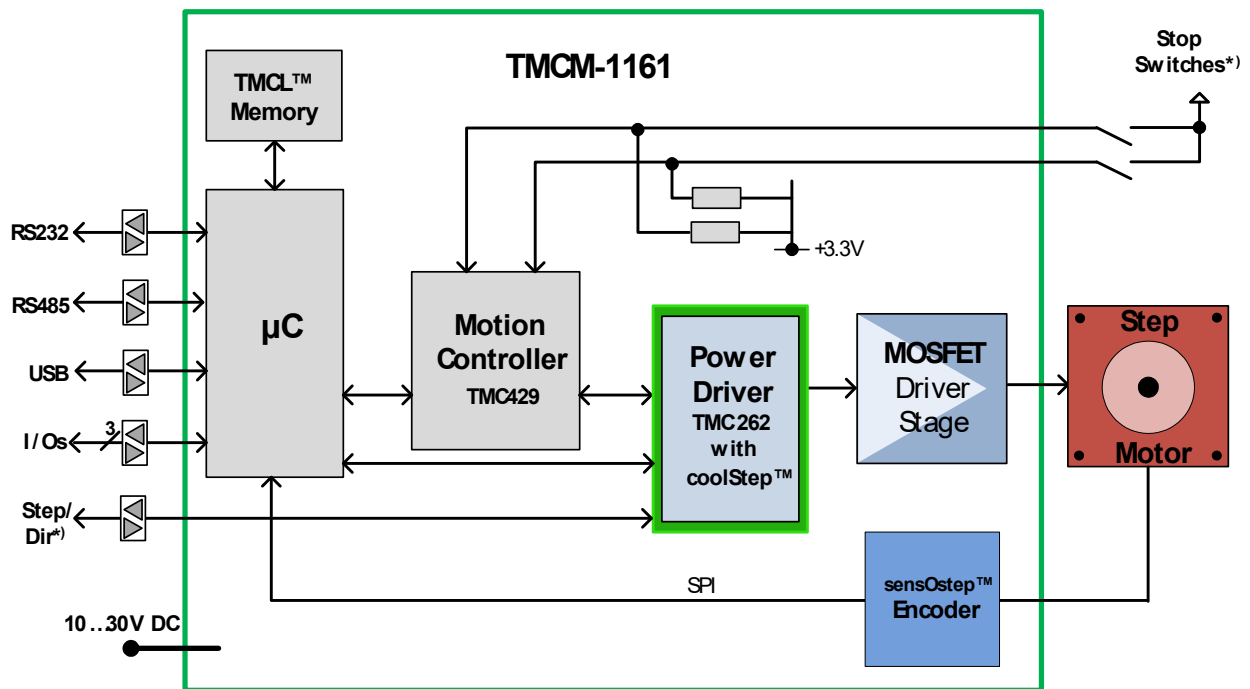 TMCM-1161
Stop
Switches*)
TMCL™
Memory
RS232
RS485
USB
I / Os
3
Step/
Dir*)
10...30V DC
µC
Motion
Controller
TMC429
+3.3V
Power
Driver
TMC262
with
coolStep™
MOSFET
Driver
Stage
Step
Motor
SPI
sensOstep™
Encoder